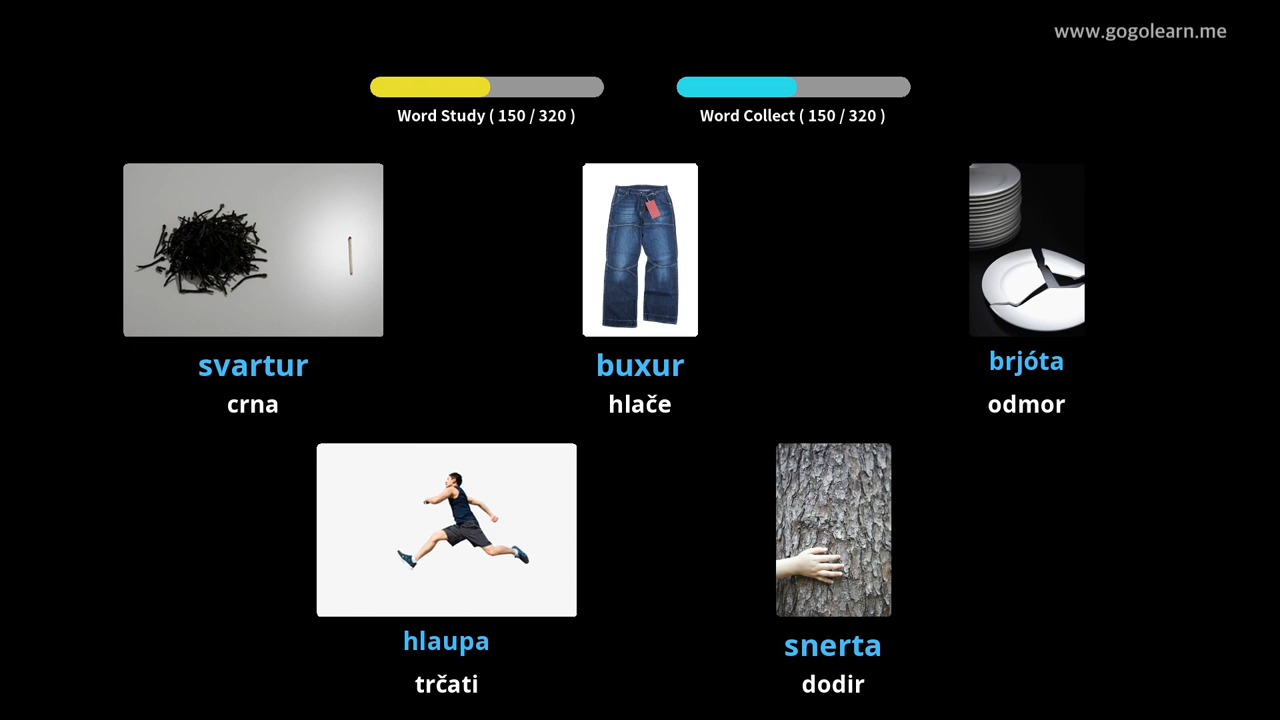 www.gogolearn.me
Word Study ( 150 / 320 )
Word Collect ( 150 / 320 )
svartur
crna
buxur
hlače
brjóta
odmor
hlaupa
trčati
snerta
dodir